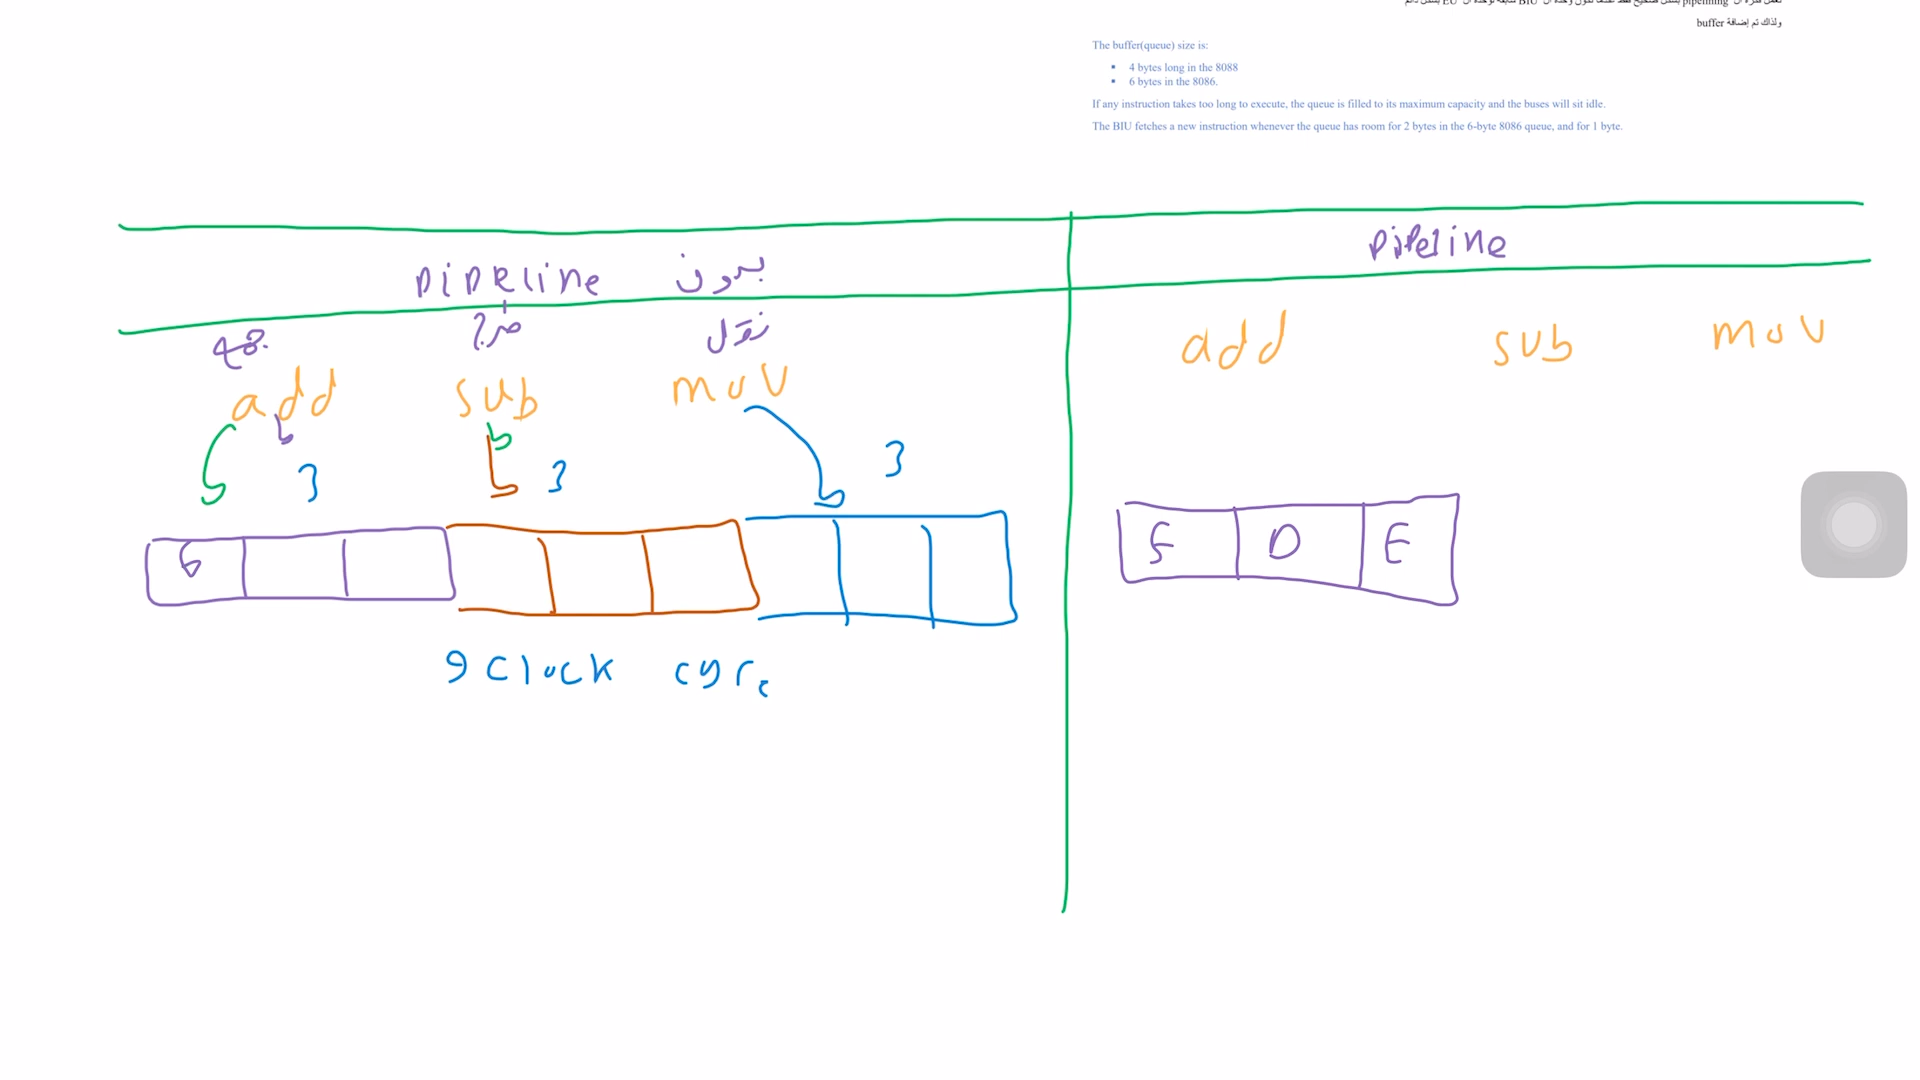 ولذاك تم إضافة buffer
The buffer(queue) size is:
▪ 4 bytes long in the 8088
▪ 6 bytes in the 8086.
If any instruction takes too long to execute, the queue is filled to its maximum capacity and the buses will sit idle.
The BIU fetches a new instruction whenever the queue has room for 2 bytes in the 6-byte 8086 queue, and for 1 byte.
بدون pipeline
Pipeline
نقل
add sub mov
add sub mov
3 3 3
F D E
9 clock